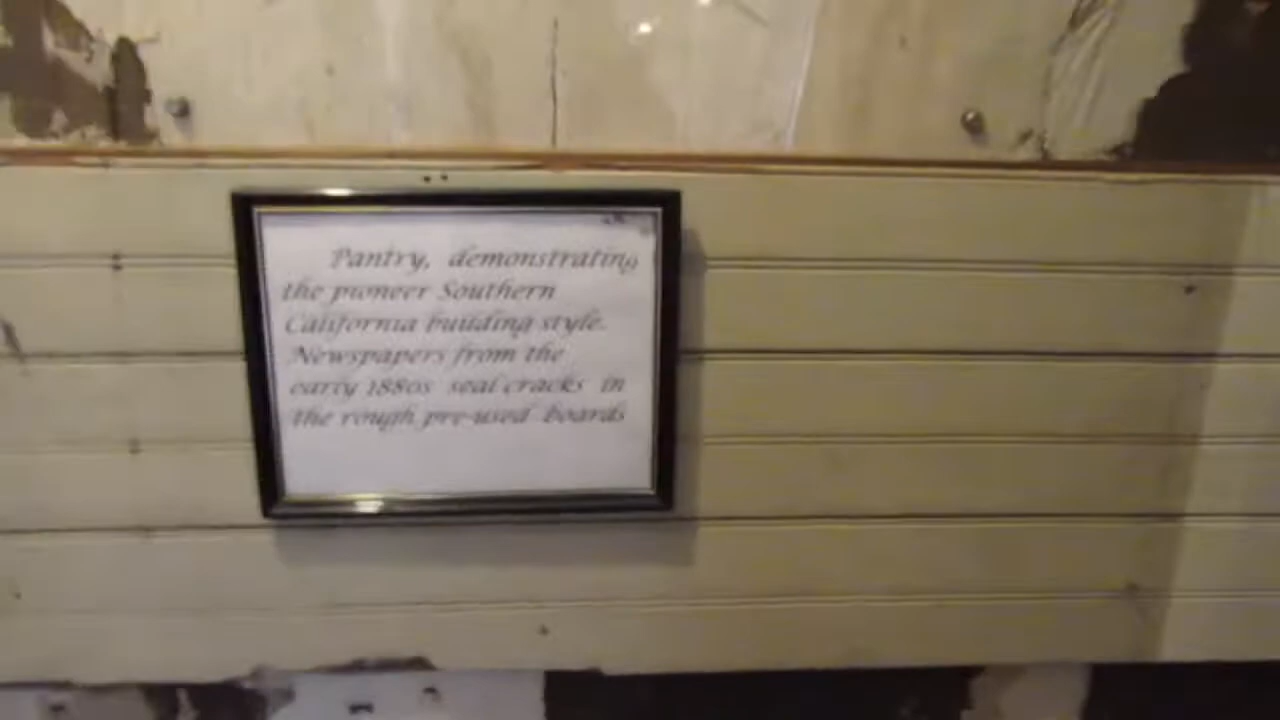 Pantry, demonstrating
the pioneer Southern
California building style.
Newspapers from the
early 1880s seal cracks in
the rough pre-used boards